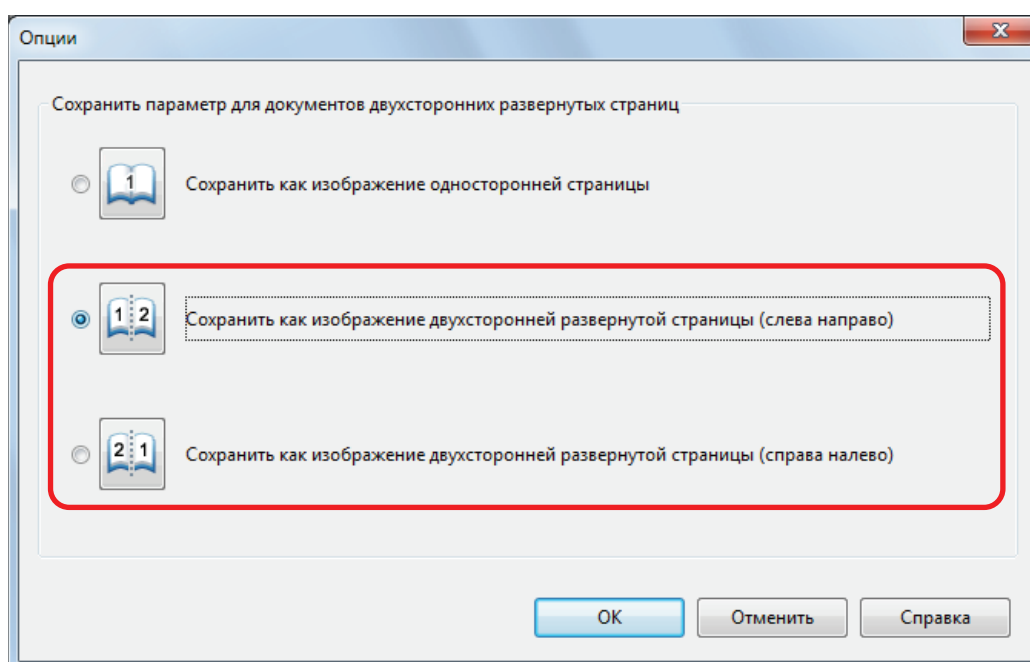 Опции
x
Сохранить параметр для документов двухсторонних развернутых страниц
1
Сохранить как изображение односторонней страницы
1 2
Сохранить как изображение двухсторонней развернутой страницы (слева направо)
2 1
Сохранить как изображение двухсторонней развернутой страницы (справа налево)
OK Отменить Справка